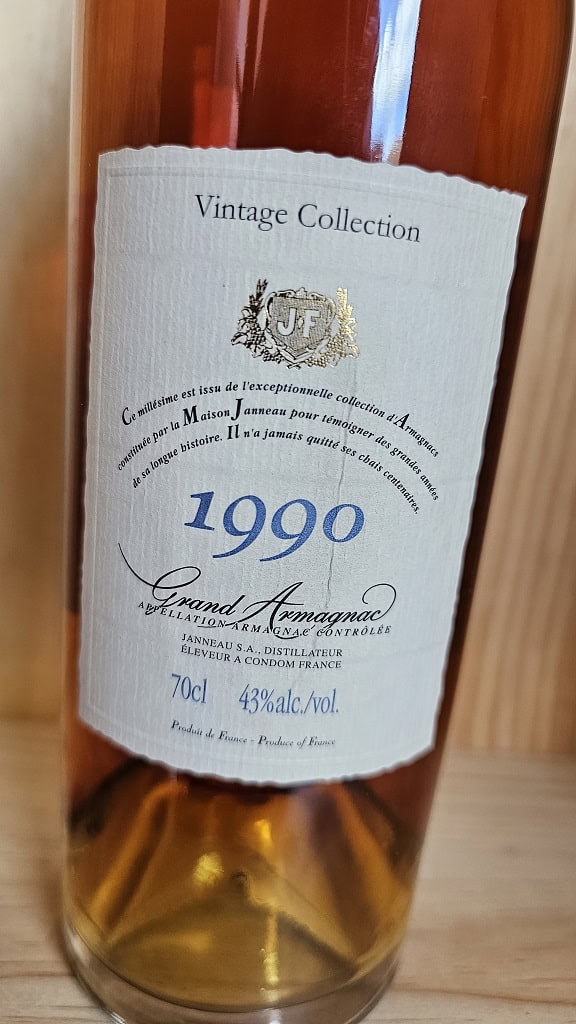 Vintage Collection
J F
Ce millésime est issu de l'exceptionnelle collection d'Armagnacs
constituée par la Maison Janneau pour témoigner des grandes années
de sa longue histoire. Il n'a jamais quitté ses chais centenaires.
1990
Grand Armagnac
APPELLATION ARMAGNAC CONTRÔLÉE
JANNEAU S.A., DISTILLATEUR
ÉLEVEUR A CONDOM FRANCE
70cl 43%alc./vol.
Produit de France - Produce of France